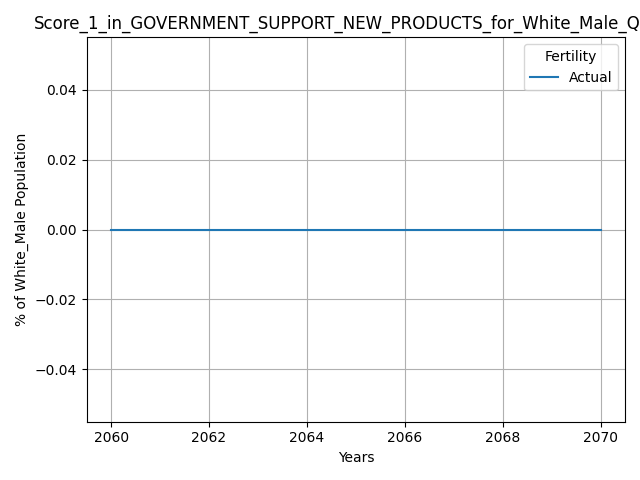 Score_1_in_GOVERNMENT_SUPPORT_NEW_PRODUCTS_for_White_Male_Q
Fertility
Actual
% of White_Male Population
0.04
0.02
0.00
−0.02
−0.04
2060 2062 2064 2066 2068 2070
Years